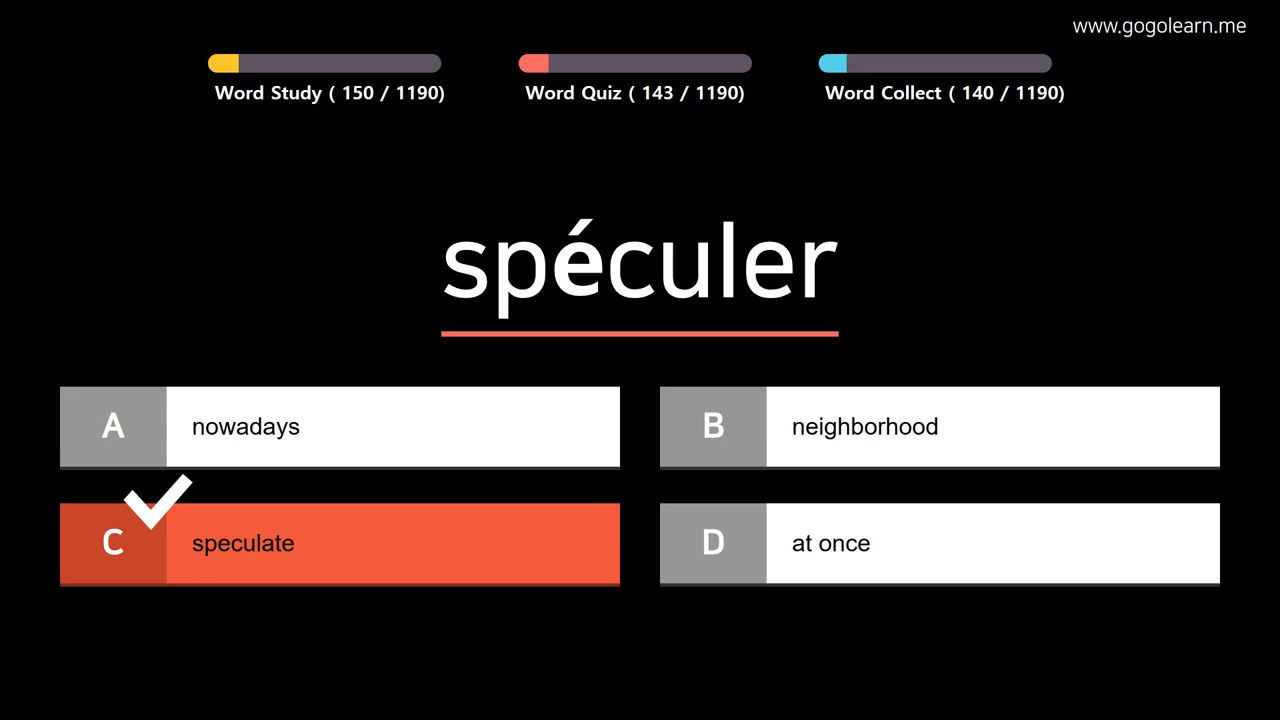 www.gogolearn.me
Word Study ( 150 / 1190)
Word Quiz ( 143 / 1190)
Word Collect ( 140 / 1190)
spéculer
A nowadays
B neighborhood
C speculate
D at once